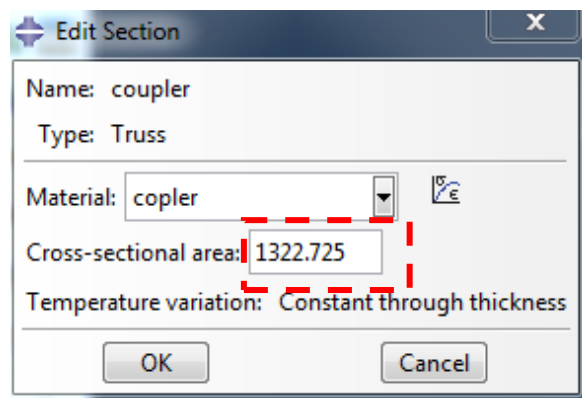 Edit Section
X
Name: coupler
Type: Truss
Material: copler
σ ε
Cross-sectional area: 1322.725
Temperature variation: Constant through thickness
OK Cancel